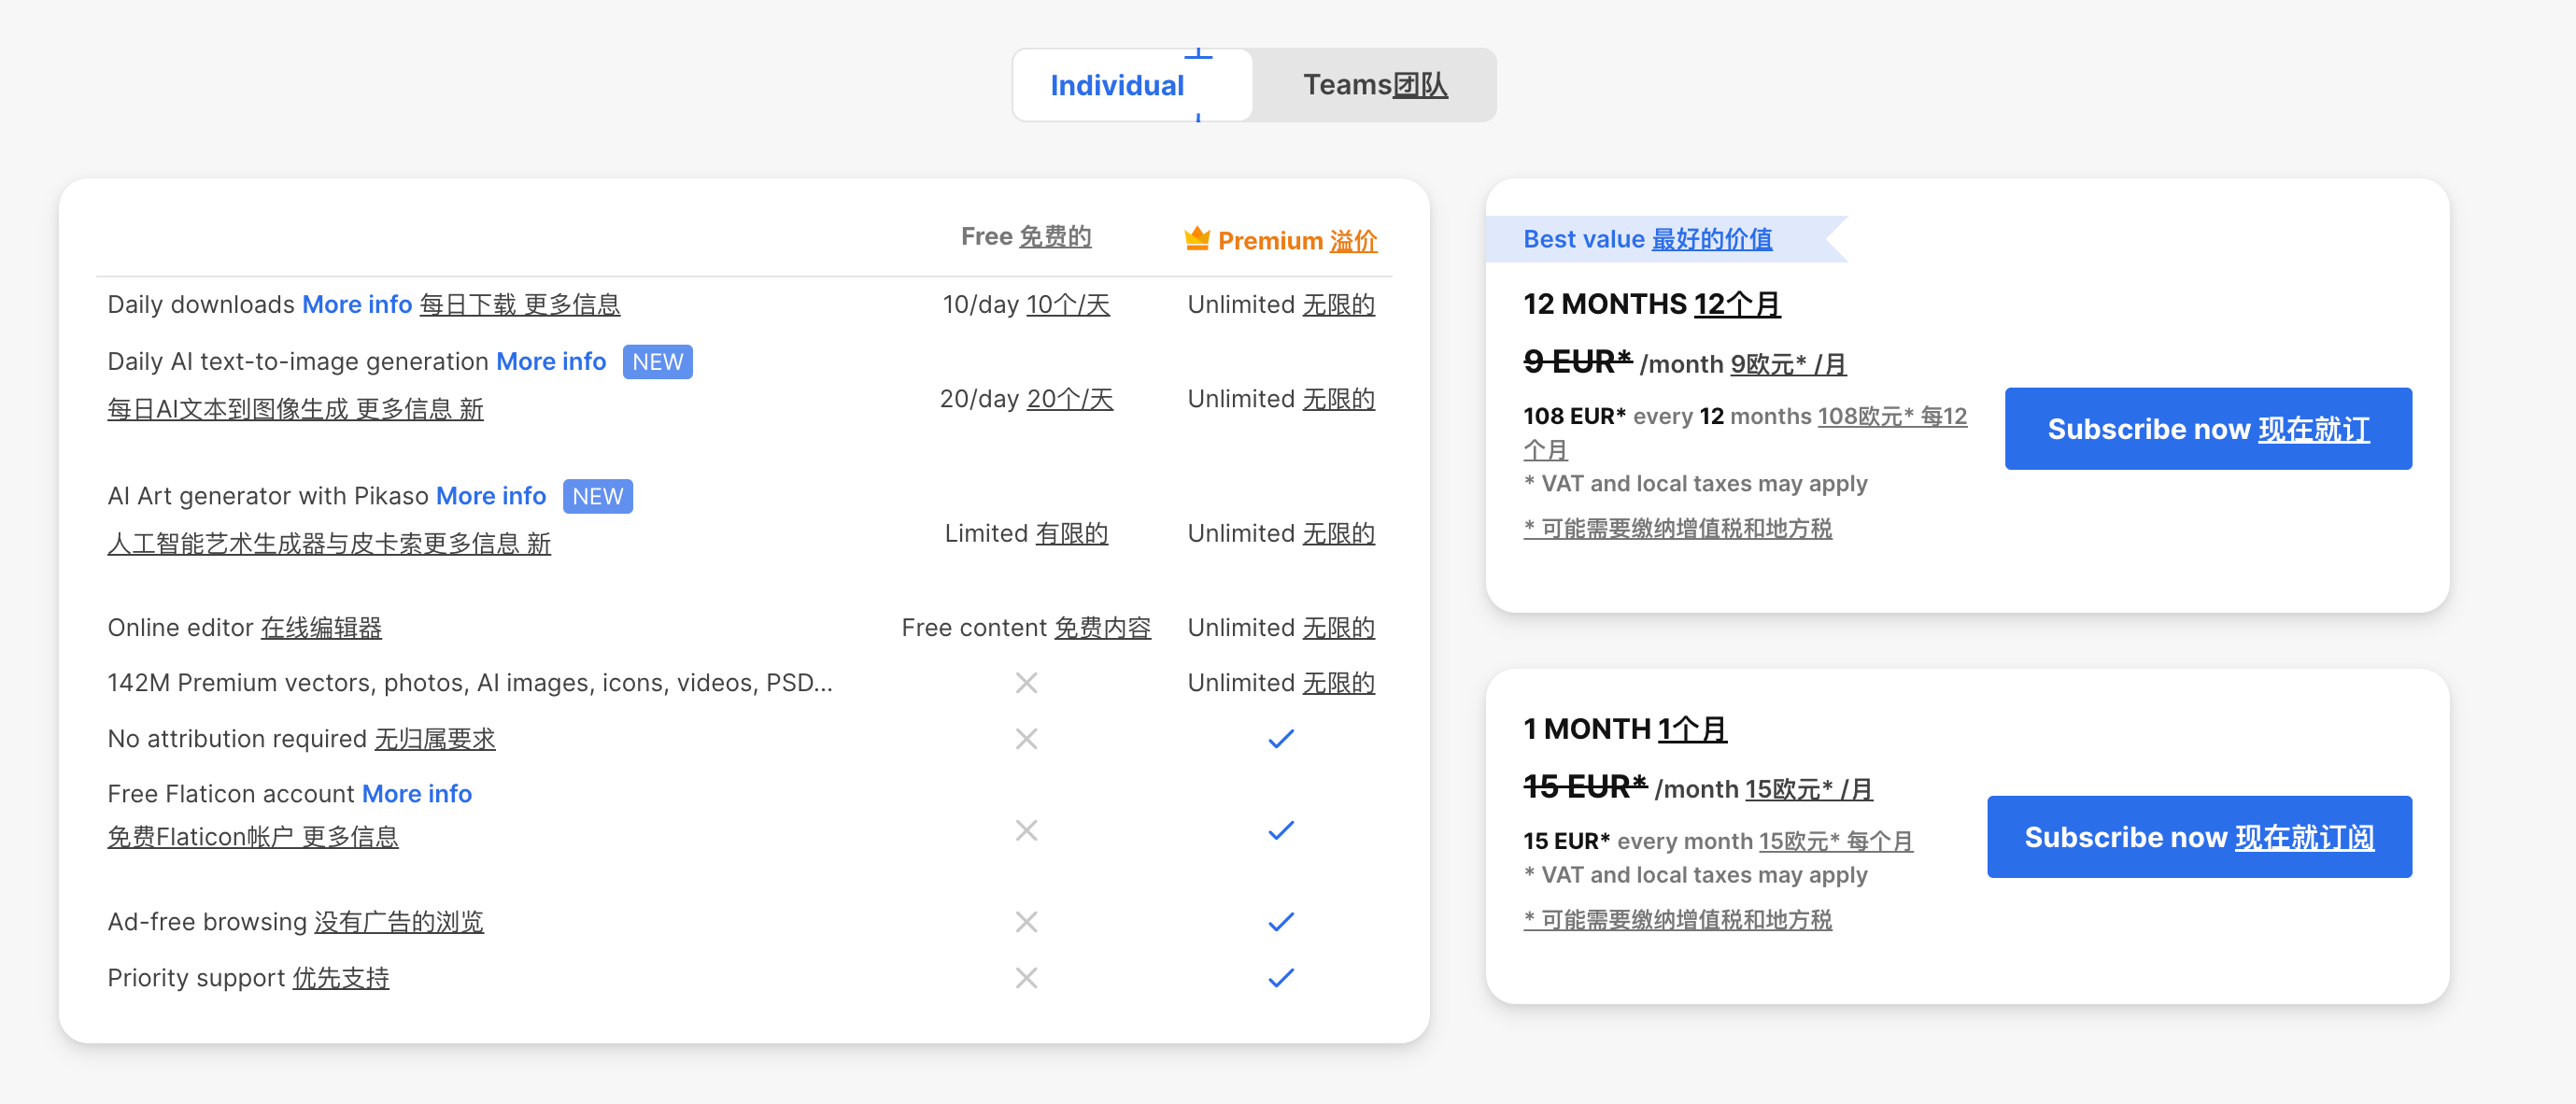 Individual
Teams团队
Free 免费的
Premium 溢价
Daily downloads More info 每日下载 更多信息
10/day 10个/天
Unlimited 无限的
Daily AI text-to-image generation More info NEW
每日AI文本到图像生成 更多信息 新
20/day 20个/天
Unlimited 无限的
AI Art generator with Pikaso More info NEW
人工智能艺术生成器与皮卡索更多信息 新
Limited 有限的
Unlimited 无限的
Online editor 在线编辑器
Free content 免费内容
Unlimited 无限的
142M Premium vectors, photos, AI images, icons, videos, PSD...
Unlimited 无限的
No attribution required 无归属要求
Free Flaticon account More info
免费Flaticon帐户 更多信息
Ad-free browsing 没有广告的浏览
Priority support 优先支持
Best value 最好的价值
12 MONTHS 12个月
9 EUR* /month 9欧元* /月
108 EUR* every 12 months 108欧元* 每12
个月
* VAT and local taxes may apply
* 可能需要缴纳增值税和地方税
Subscribe now 现在就订
1 MONTH 1个月
15 EUR* /month 15欧元* /月
15 EUR* every month 15欧元* 每个月
* VAT and local taxes may apply
* 可能需要缴纳增值税和地方税
Subscribe now 现在就订阅